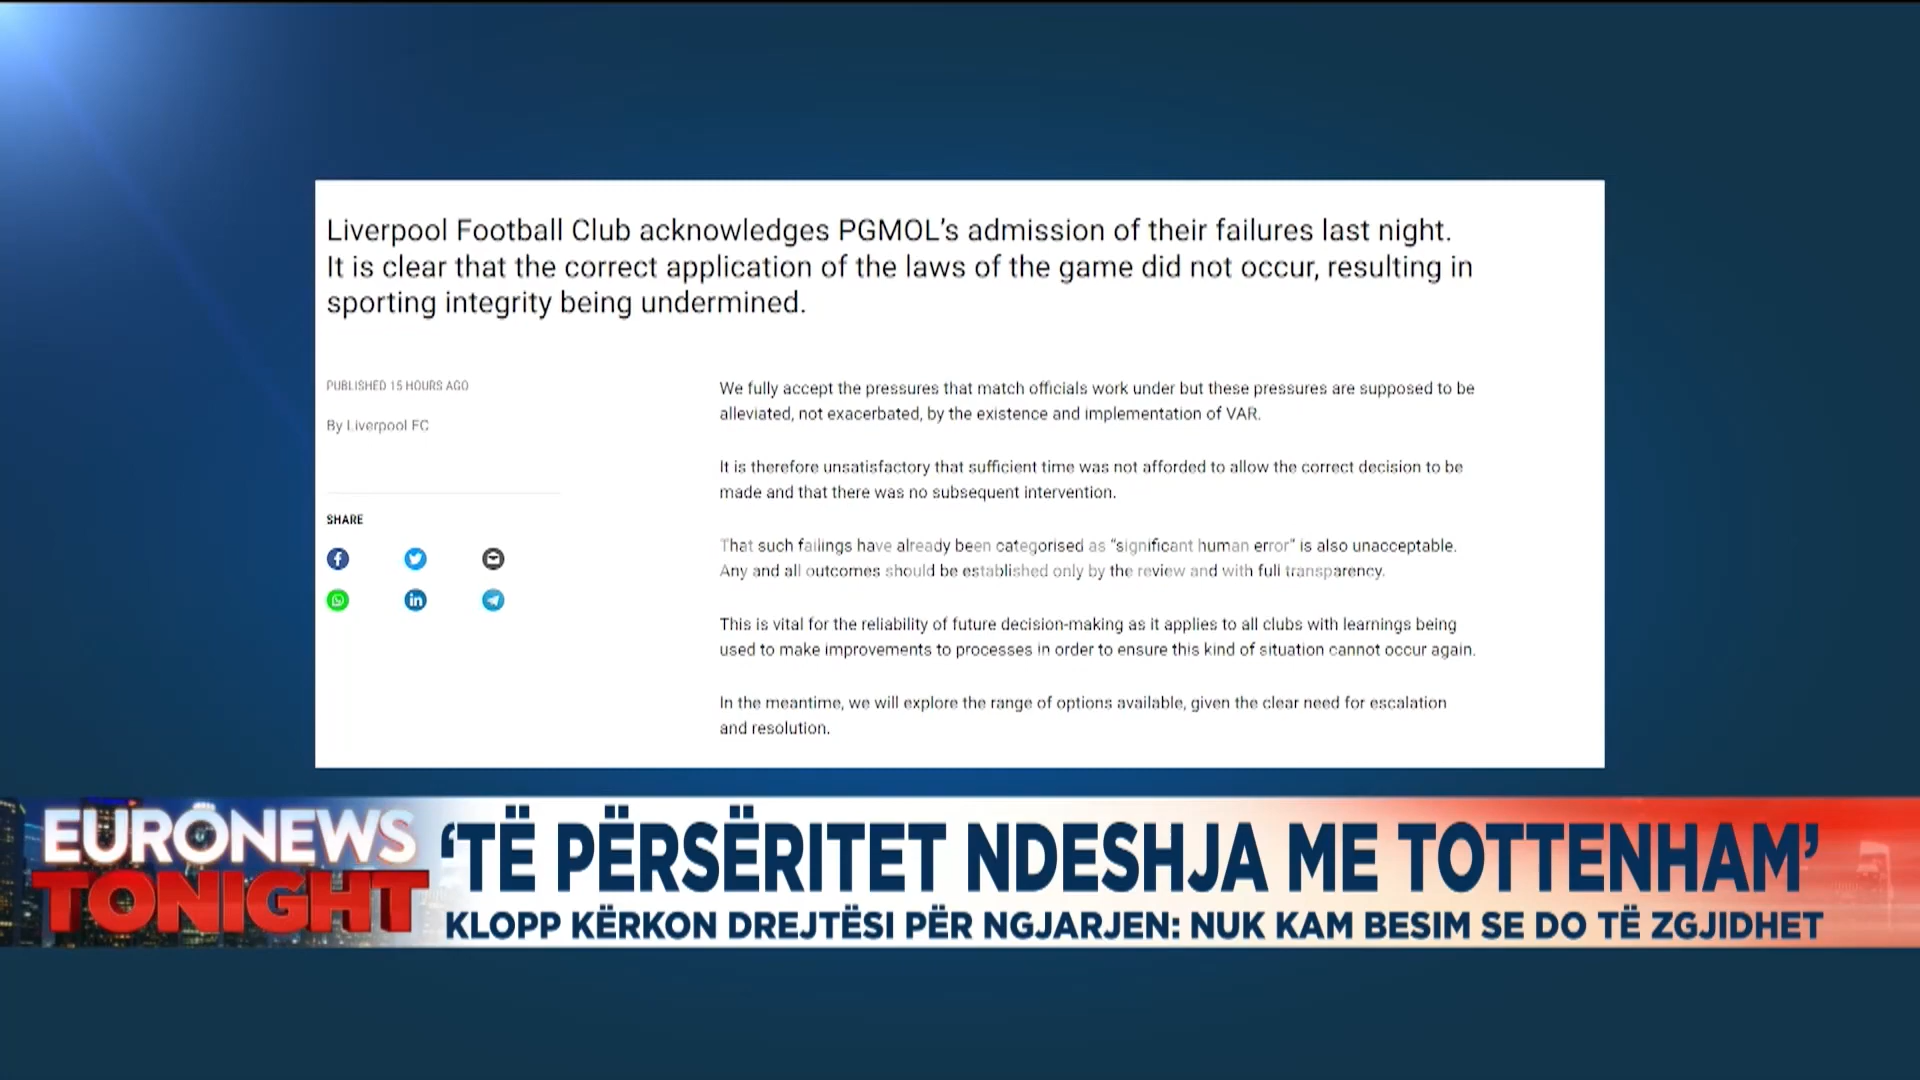 Liverpool Football Club acknowledges PGMOL’s admission of their failures last night.
It is clear that the correct application of the laws of the game did not occur, resulting in
sporting integrity being undermined.
PUBLISHED 15 HOURS AGO
By Liverpool FC
SHARE
We fully accept the pressures that match officials work under but these pressures are supposed to be
alleviated, not exacerbated, by the existence and implementation of VAR.
It is therefore unsatisfactory that sufficient time was not afforded to allow the correct decision to be
made and that there was no subsequent intervention.
That such failings have already been categorised as “significant human error” is also unacceptable.
Any and all outcomes should be established only by the review and with full transparency.
This is vital for the reliability of future decision-making as it applies to all clubs with learnings being
used to make improvements to processes in order to ensure this kind of situation cannot occur again.
In the meantime, we will explore the range of options available, given the clear need for escalation
and resolution.
EURONEWS
TONIGHT
‘TË PËRSËRITET NDESHJA ME TOTTENHAM’
KLOPP KËRKON DREJTËSI PËR NGJARJEN: NUK KAM BESIM SE DO TË ZGJIDHET